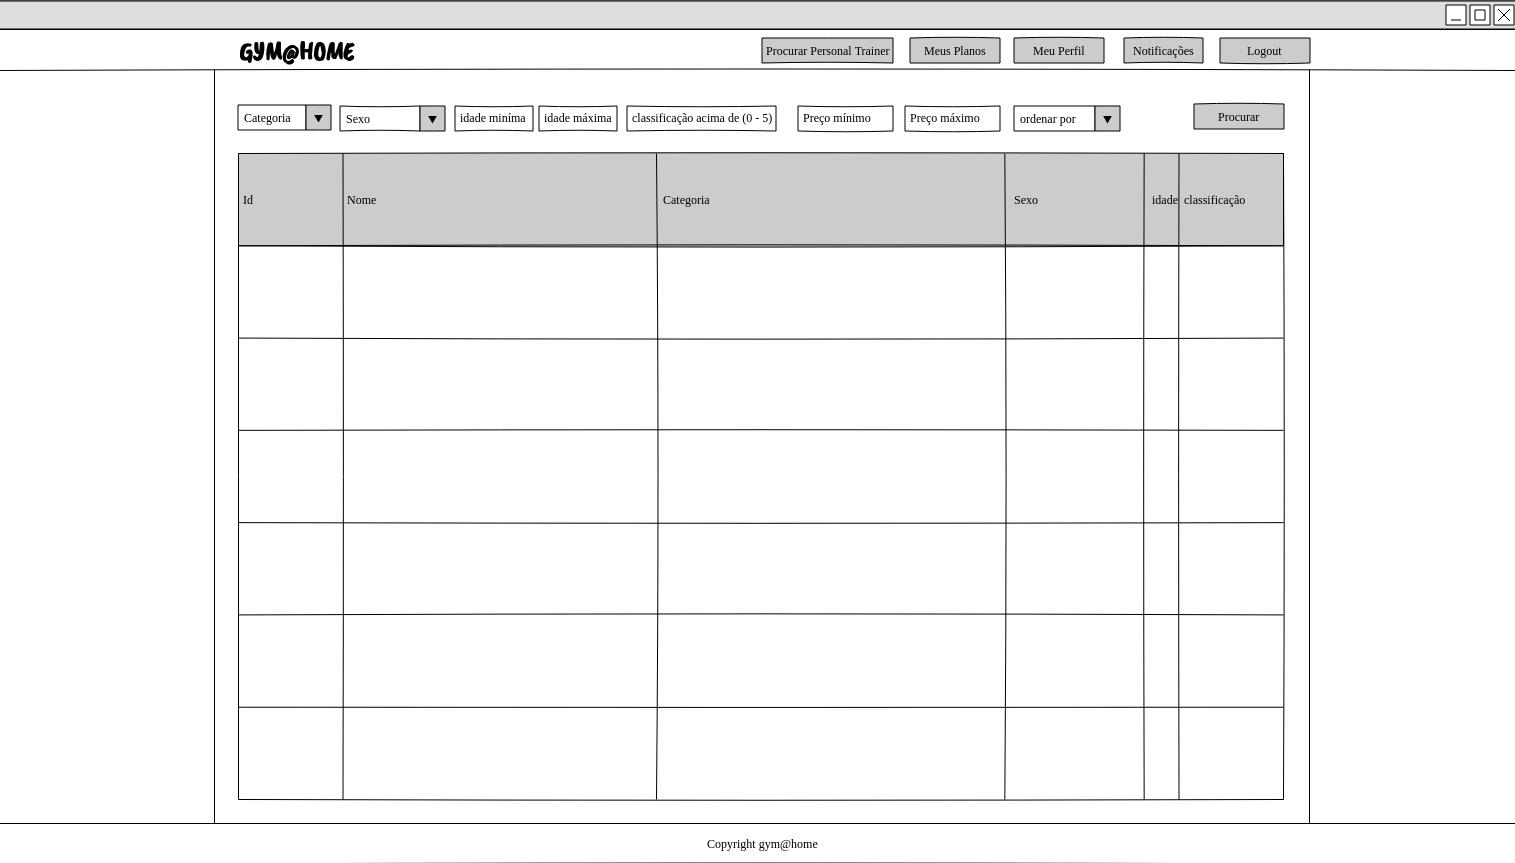 GYM@HOME
Procurar Personal Trainer
Meus Planos
Meu Perfil
Notificações
Logout
Categoria
Sexo
idade miníma
idade máxima
classificação acima de (0 - 5)
Preço mínimo
Preço máximo
ordenar por
Procurar
Id
Nome
Categoria
Sexo
idade
classificação
Copyright gym@home